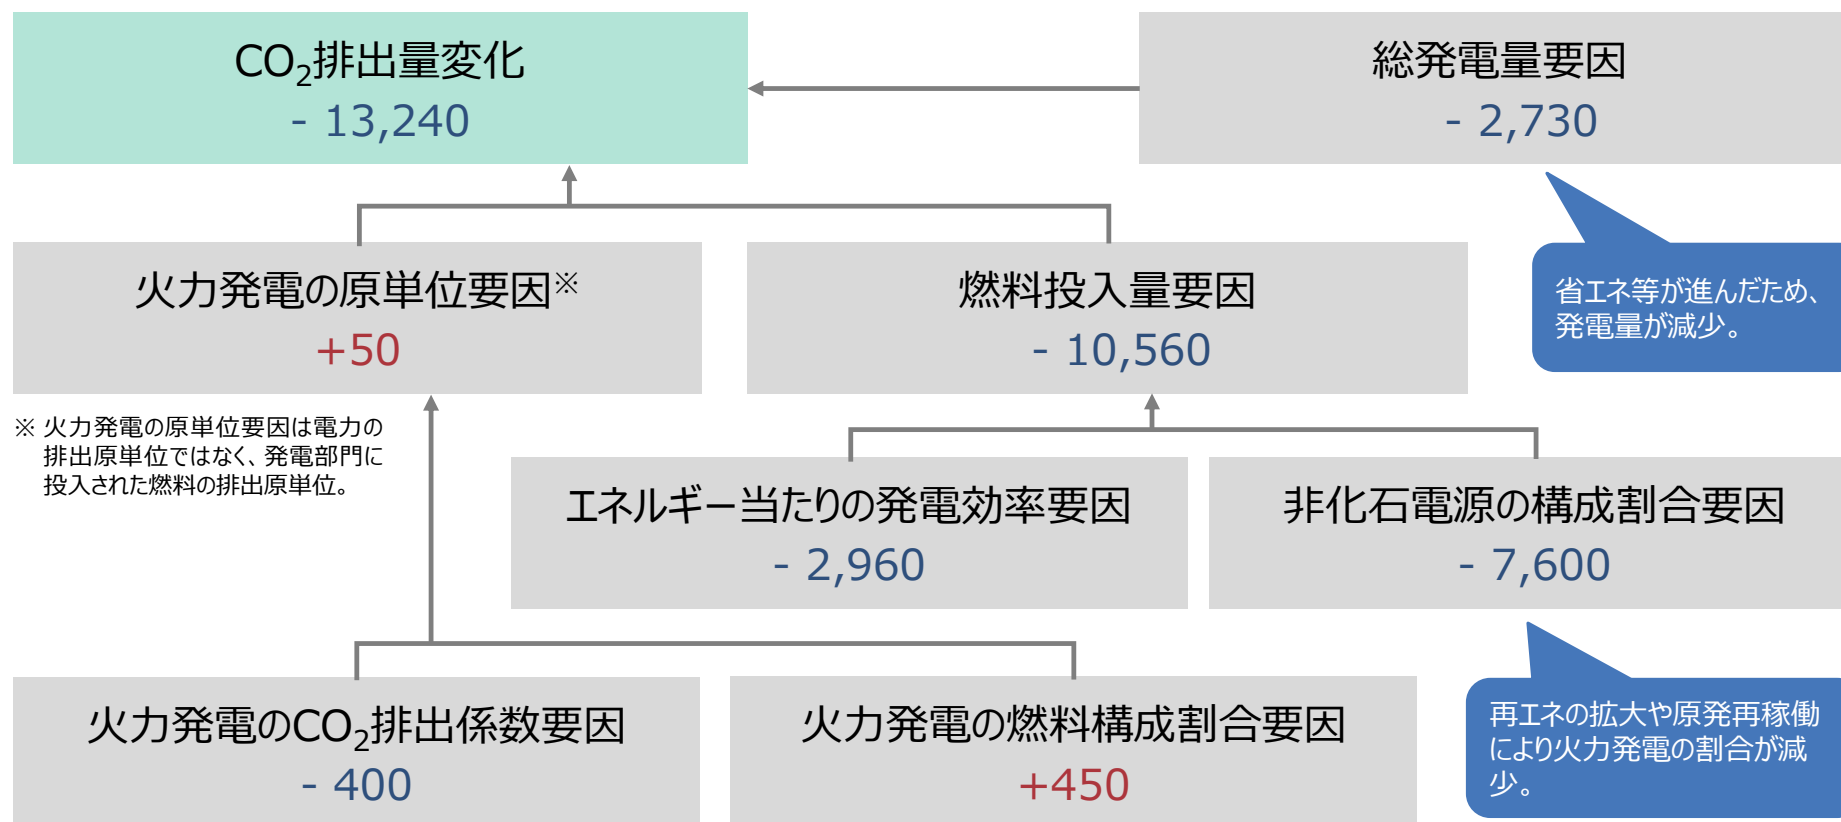 CO₂排出量変化
- 13,240
総発電量要因
- 2,730
火力発電の原単位要因※
+50
燃料投入量要因
- 10,560
省エネ等が進んだため、
発電量が減少。
※ 火力発電の原単位要因は電力の
排出原単位ではなく、発電部門に
投入された燃料の排出原単位。
エネルギー当たりの発電効率要因
- 2,960
非化石電源の構成割合要因
- 7,600
火力発電のCO₂排出係数要因
- 400
火力発電の燃料構成割合要因
+450
再エネの拡大や原発再稼働
により火力発電の割合が減
少。